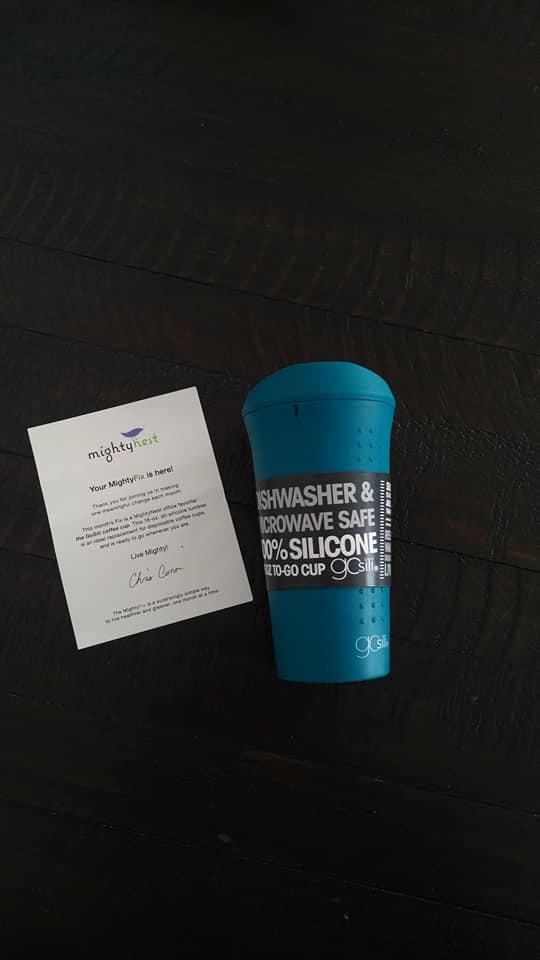 mightynest
Your MightyFix is here!
Thank you for joining us in making
one meaningful change each month.
This month's Fix is a MightyNest office favorite:
the GoSili coffee cup. This 16-oz. all-silicone tumbler
is an ideal replacement for disposable coffee cups,
and is ready to go wherever you are.
Live Mighty!
The MightyFix is a surprisingly simple way
to live healthier and greener, one month at a time.
ISHWASHER &
ICROWAVE SAFE
00% SILICONE
OZ TO-GO CUP gosili
gosili